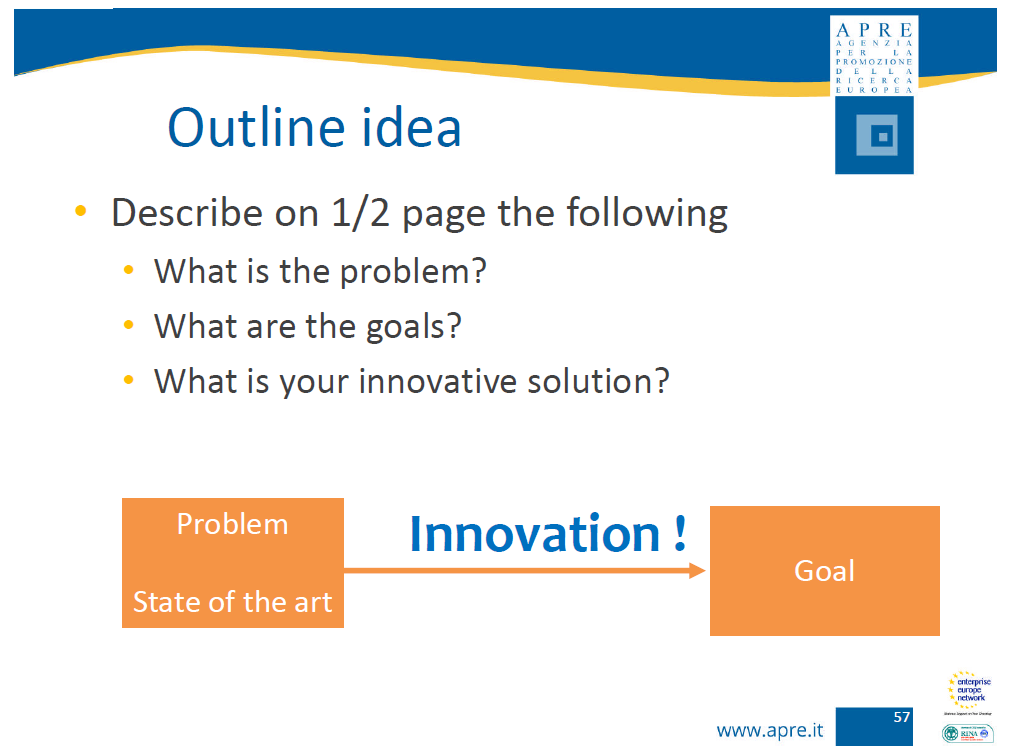 A P R E
A G E N Z I A
P E R L A
P R O M O Z I O N E
D E L L A
R I C E R C A
E U R O P E A
Outline idea
• Describe on 1/2 page the following
• What is the problem?
• What are the goals?
• What is your innovative solution?
Problem
State of the art
Innovation !
Goal
enterprise
europe
network
www.apre.it
57
RINA